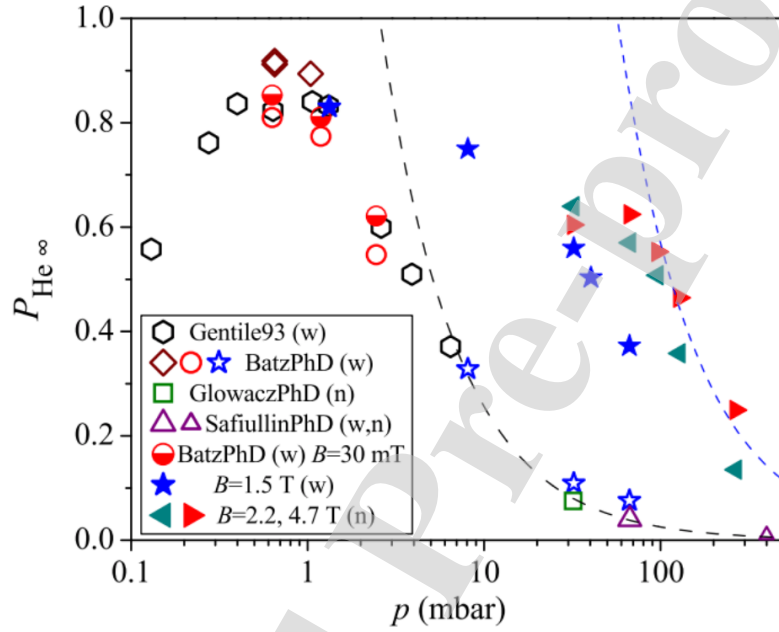 1.0
0.8
0.6
0.4
0.2
0.0
P He ∞
Gentile93 (w)
BatzPhD (w)
GlowaczPhD (n)
SafiullinPhD (w,n)
BatzPhD (w) B=30 mT
B=1.5 T (w)
B=2.2, 4.7 T (n)
0.1 1 10 100
p (mbar)
Pre-pro